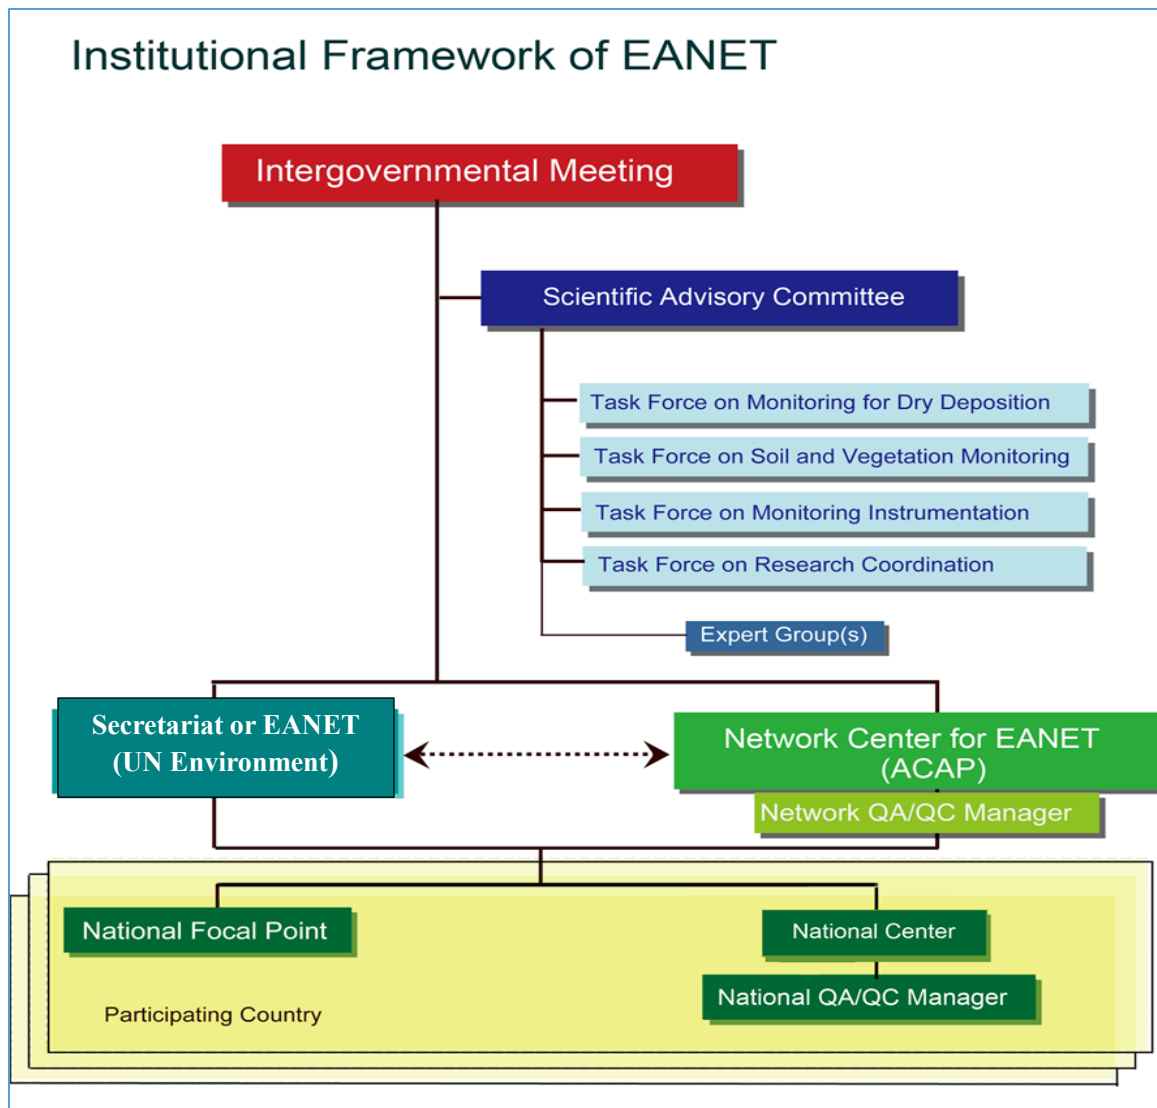 Institutional Framework of EANET
Intergovernmental Meeting
Scientific Advisory Committee
Task Force on Monitoring for Dry Deposition
Task Force on Soil and Vegetation Monitoring
Task Force on Monitoring Instrumentation
Task Force on Research Coordination
Expert Group(s)
Secretariat or EANET
(UN Environment)
Network Center for EANET
(ACAP)
Network QA/QC Manager
National Focal Point
National Center
National QA/QC Manager
Participating Country